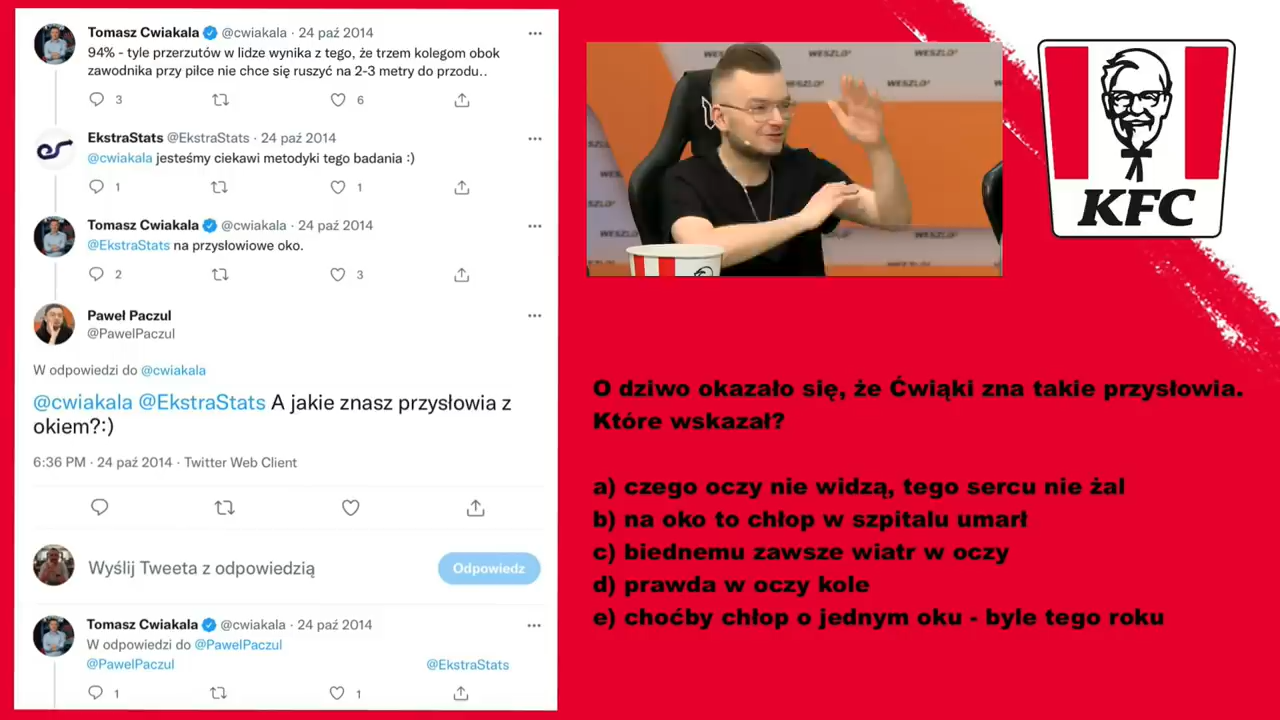 Tomasz Cwiakala @cwiakala · 24 paź 2014
94% - tyle przerzutów w lidze wynika z tego, że trzem kolegom obok
zawodnika przy piłce nie chce się ruszyć na 2-3 metry do przodu..
3 6
EkstraStats @EkstraStats · 24 paź 2014
@cwiakala jesteśmy ciekawi metodyki tego badania :)
1 1
Tomasz Cwiakala @cwiakala · 24 paź 2014
@EkstraStats na przysłowiowe oko.
2 3
Paweł Paczul
@PawelPaczul
W odpowiedzi do @cwiakala
@cwiakala @EkstraStats A jakie znasz przysłowia z
okiem?:)
6:36 PM · 24 paź 2014 · Twitter Web Client
Wyślij Tweeta z odpowiedzią
Odpowiedz
Tomasz Cwiakala @cwiakala · 24 paź 2014
W odpowiedzi do @PawelPaczul
@PawelPaczul @EkstraStats
1 1
WESZLO!
WESZLO!
WESZLO!
KFC
O dziwo okazało się, że Ćwiąki zna takie przysłowia.
Które wskazał?
a) czego oczy nie widzą, tego sercu nie żal
b) na oko to chłop w szpitalu umarł
c) biednemu zawsze wiatr w oczy
d) prawda w oczy kole
e) choćby chłop o jednym oku - byle tego roku